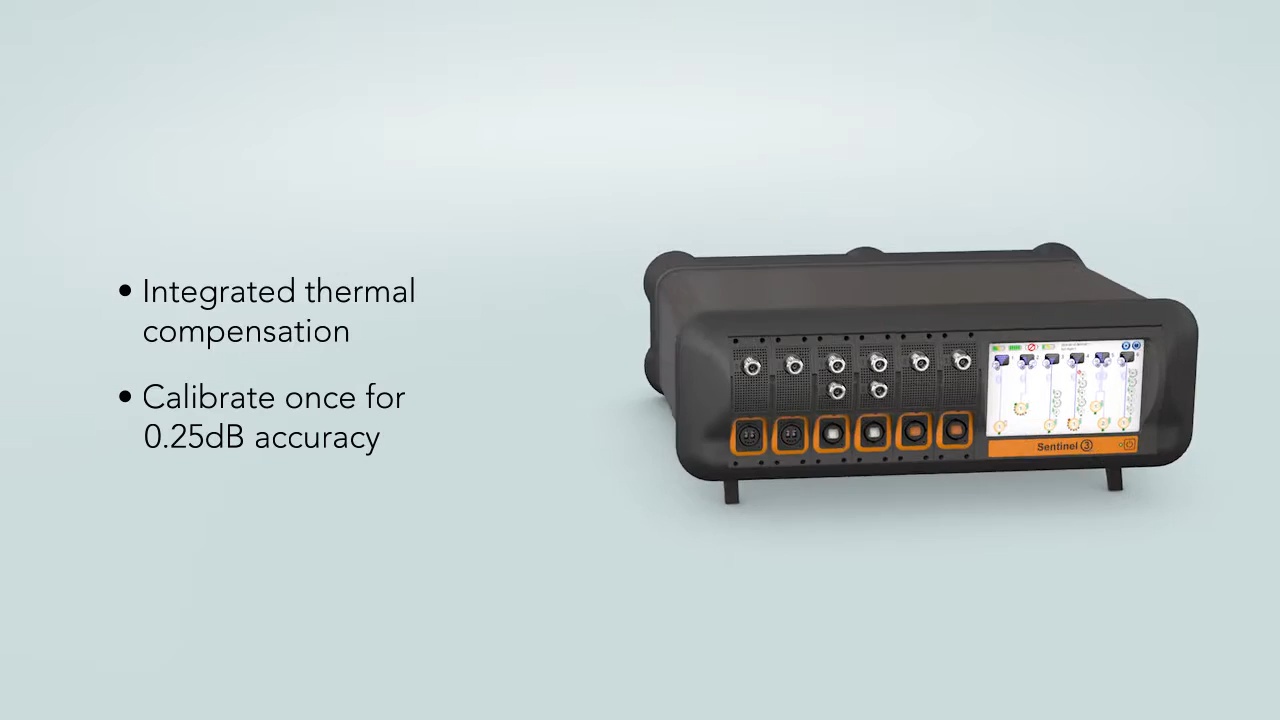 • Integrated thermal
compensation
• Calibrate once for
0.25dB accuracy
Sentinel 3